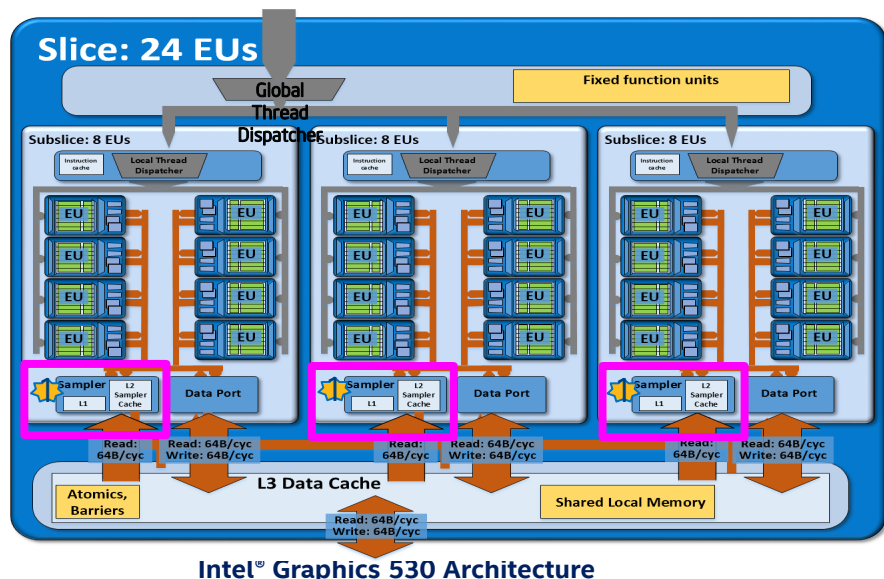 Slice: 24 EUs
Global
Thread
Dispatcher
Fixed function units
Subslice: 8 EUs
Instruction
cache
Local Thread
Dispatcher
EU
EU
EU
EU
EU
EU
EU
EU
Sampler
L1
L2
Sampler
Cache
Data Port
Subslice: 8 EUs
Instruction
cache
Local Thread
Dispatcher
EU
EU
EU
EU
EU
EU
EU
EU
Sampler
L1
L2
Sampler
Cache
Data Port
Subslice: 8 EUs
Instruction
cache
Local Thread
Dispatcher
EU
EU
EU
EU
EU
EU
EU
EU
Sampler
L1
L2
Sampler
Cache
Data Port
Read:
64B/cyc
Read: 64B/cyc
Write: 64B/cyc
Read:
64B/cyc
Read: 64B/cyc
Write: 64B/cyc
Read:
64B/cyc
Read: 64B/cyc
Write: 64B/cyc
L3 Data Cache
Atomics,
Barriers
Shared Local Memory
Read: 64B/cyc
Write: 64B/cyc
Intel® Graphics 530 Architecture